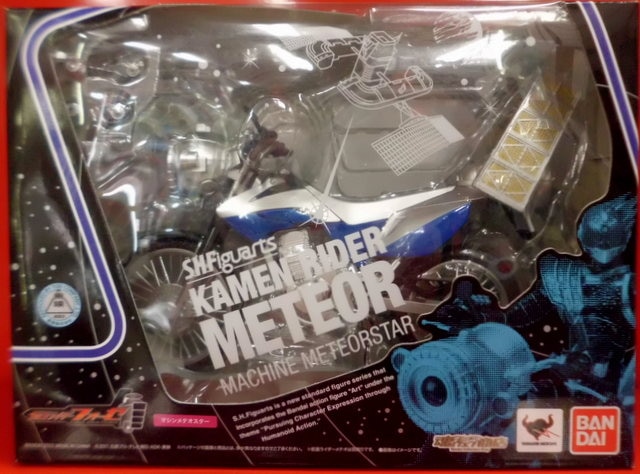 S.H.Figuarts
KAMEN RIDER
METEOR
MACHINE METEORSTAR
S.H.Figuarts is a new standard figure series that
incorporates the Bandai action figure "Art" under the
theme "Pursuing Character Expression through
Humanoid Action."
マシンメテオスター
TAMASHII NATIONS
BAN
DAI